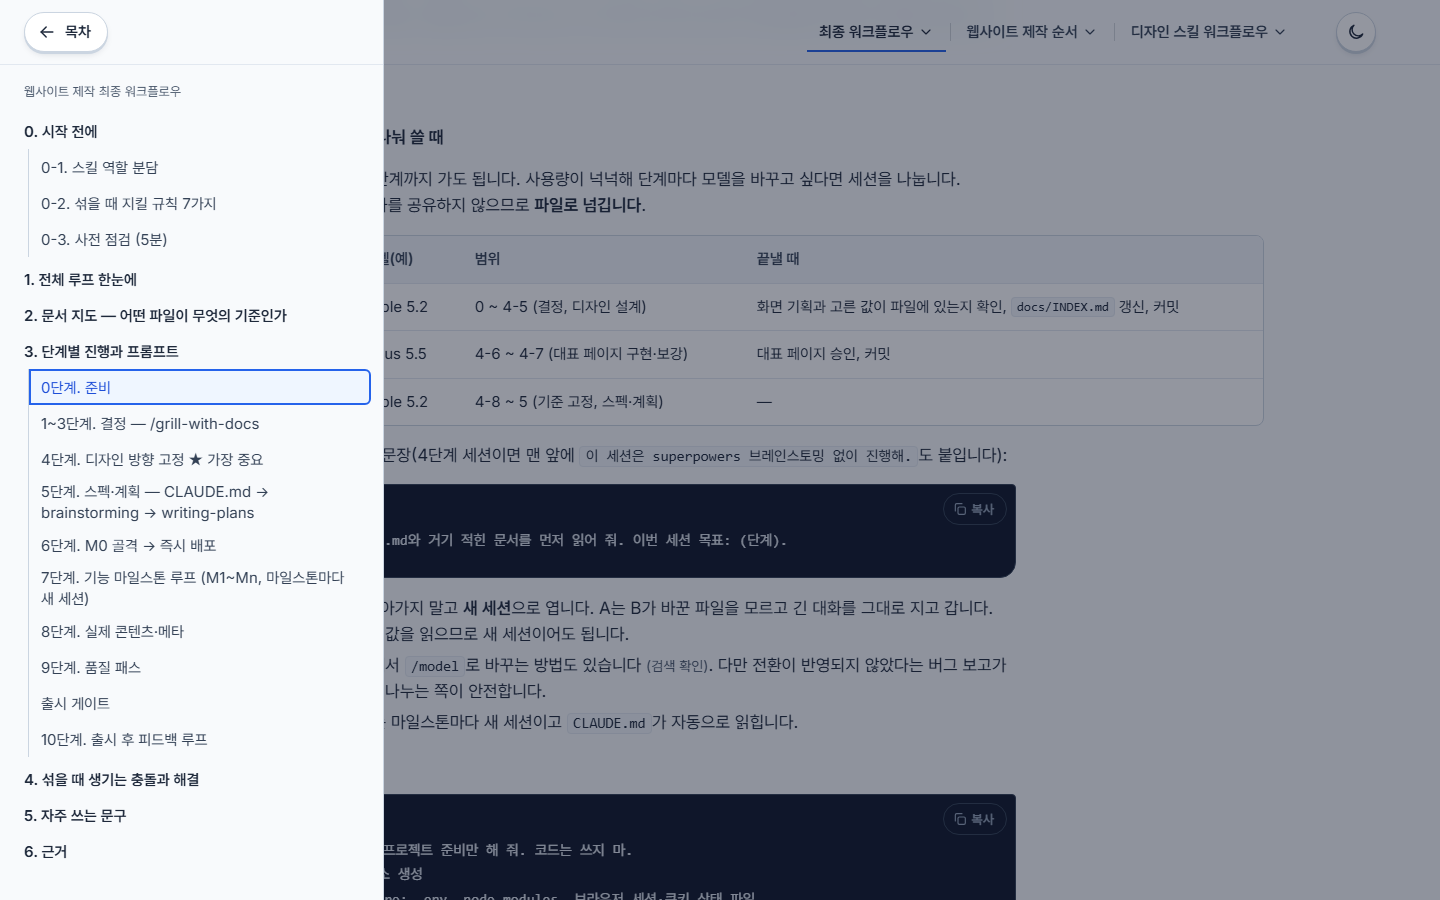 목차
최종 워크플로우
웹사이트 제작 순서
디자인 스킬 워크플로우
웹사이트 제작 최종 워크플로우
0. 시작 전에
0-1. 스킬 역할 분담
0-2. 섞을 때 지킬 규칙 7가지
0-3. 사전 점검 (5분)
1. 전체 루프 한눈에
2. 문서 지도 — 어떤 파일이 무엇의 기준인가
3. 단계별 진행과 프롬프트
0단계. 준비
1~3단계. 결정 — /grill-with-docs
4단계. 디자인 방향 고정 ★ 가장 중요
5단계. 스펙·계획 — CLAUDE.md →
brainstorming → writing-plans
6단계. M0 골격 → 즉시 배포
7단계. 기능 마일스톤 루프 (M1~Mn, 마일스톤마다
새 세션)
8단계. 실제 콘텐츠·메타
9단계. 품질 패스
출시 게이트
10단계. 출시 후 피드백 루프
4. 섞을 때 생기는 충돌과 해결
5. 자주 쓰는 문구
6. 근거
나눠 쓸 때
단계까지 가도 됩니다. 사용량이 넉넉해 단계마다 모델을 바꾸고 싶다면 세션을 나눕니다.
를 공유하지 않으므로 파일로 넘깁니다.
델(예) 범위 끝낼 때
ble 5.2 0 ~ 4-5 (결정, 디자인 설계) 화면 기획과 고른 값이 파일에 있는지 확인, docs/INDEX.md 갱신, 커밋
us 5.5 4-6 ~ 4-7 (대표 페이지 구현·보강) 대표 페이지 승인, 커밋
ble 5.2 4-8 ~ 5 (기준 고정, 스펙·계획) —
문장(4단계 세션이면 맨 앞에 이 세션은 superpowers 브레인스토밍 없이 진행해. 도 붙입니다):
복사
.md와 거기 적힌 문서를 먼저 읽어 줘. 이번 세션 목표: (단계).
아가지 말고 새 세션으로 엽니다. A는 B가 바꾼 파일을 모르고 긴 대화를 그대로 지고 갑니다.
값을 읽으므로 새 세션이어도 됩니다.
서 /model 로 바꾸는 방법도 있습니다 (검색 확인). 다만 전환이 반영되지 않았다는 버그 보고가
나누는 쪽이 안전합니다.
마일스톤마다 새 세션이고 CLAUDE.md 가 자동으로 읽힙니다.
복사
프로젝트 준비만 해 줘. 코드는 쓰지 마.
소 생성
.env, node_modules, 브라우저 세션·쿠키 상태 파일